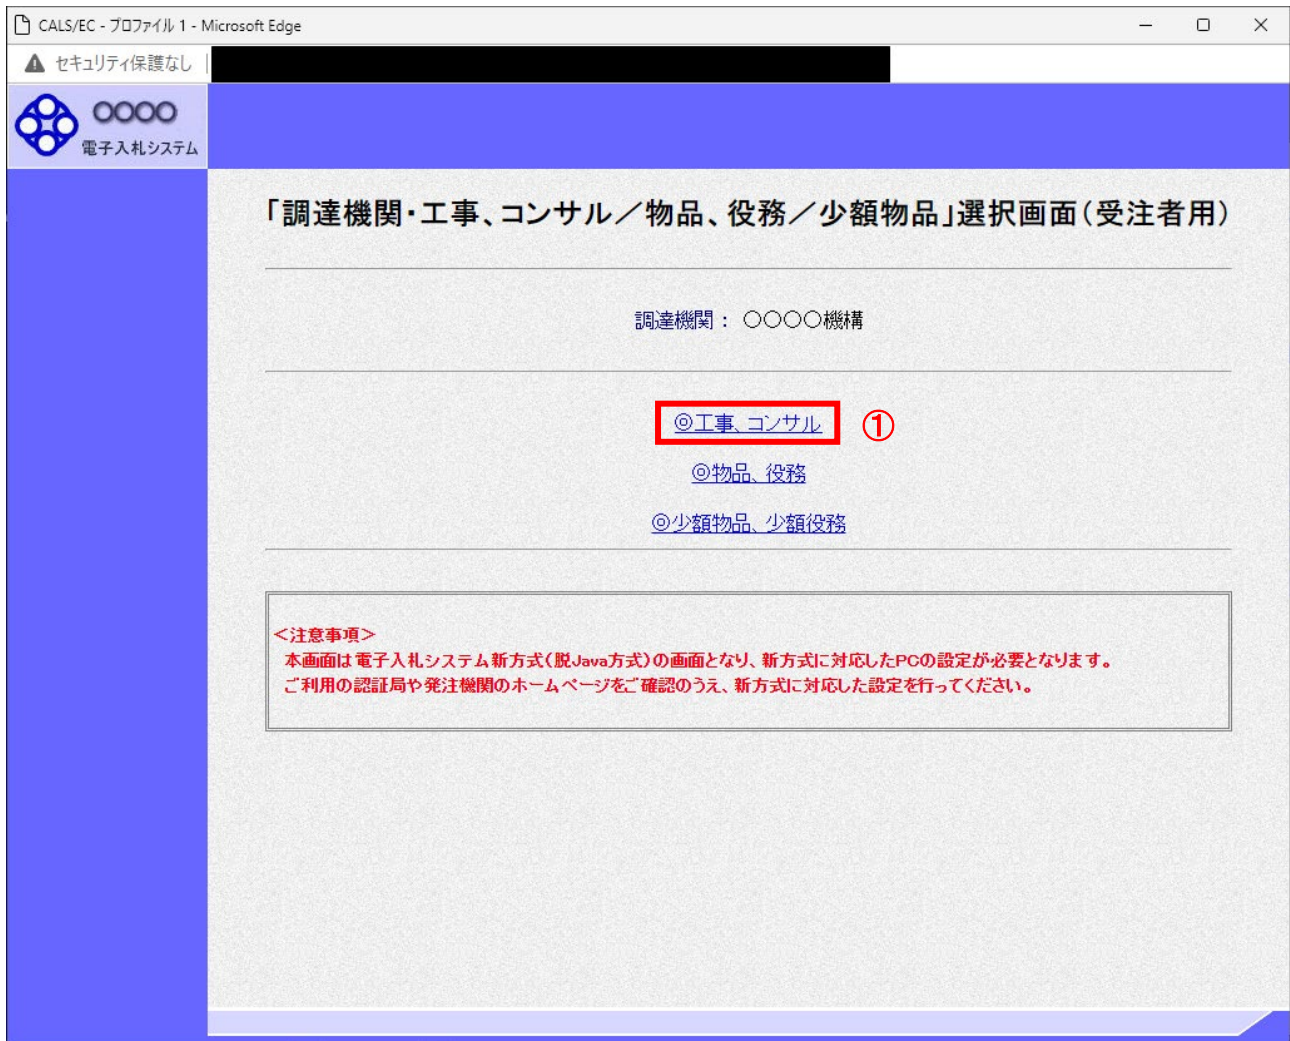 CALS/EC - プロファイル 1 - Microsoft Edge
セキュリティ保護なし
○○○○
電子入札システム
「調達機関・工事、コンサル／物品、役務／少額物品」選択画面（受注者用）
調達機関： ○○○○機構
◎工事、コンサル ①
◎物品、役務
◎少額物品、少額役務
＜注意事項＞
本画面は電子入札システム新方式（脱Java方式）の画面となり、新方式に対応したPCの設定が必要となります。
ご利用の認証局や発注機関のホームページをご確認のうえ、新方式に対応した設定を行ってください。